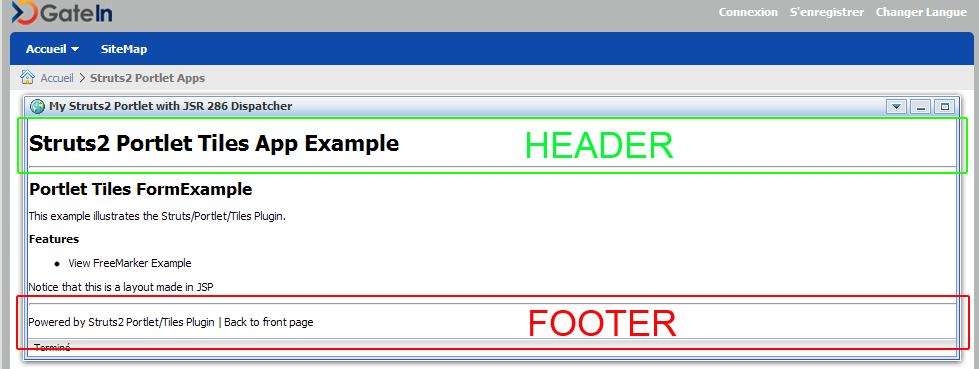 GateIn
Connexion S'enregistrer Changer Langue
Accueil SiteMap
Accueil > Struts2 Portlet Apps
My Struts2 Portlet with JSR 286 Dispatcher
Struts2 Portlet Tiles App Example HEADER
Portlet Tiles FormExample
This example illustrates the Struts/Portlet/Tiles Plugin.
Features
• View FreeMarker Example
Notice that this is a layout made in JSP
Powered by Struts2 Portlet/Tiles Plugin | Back to front page FOOTER
Terminé